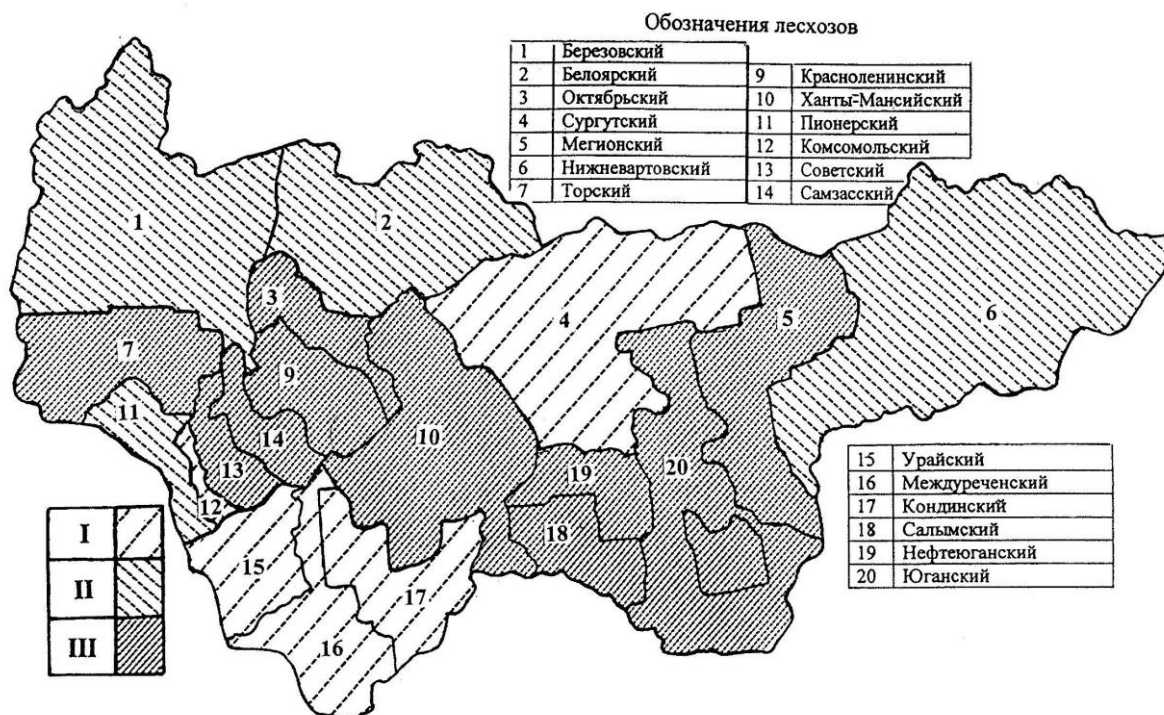 Обозначения лесхозов
1 Березовский
2 Белоярский
3 Октябрьский
4 Сургутский
5 Мегионский
6 Нижневартовский
7 Торский
9 Красноленинский
10 Ханты-Мансийский
11 Пионерский
12 Комсомольский
13 Советский
14 Самзасский
1
2
3
4
5
6
7
9
10
11
12
13
14
15
16
17
18
19
20
15 Урайский
16 Междуреченский
17 Кондинский
18 Салымский
19 Нефтеюганский
20 Юганский
I
II
III